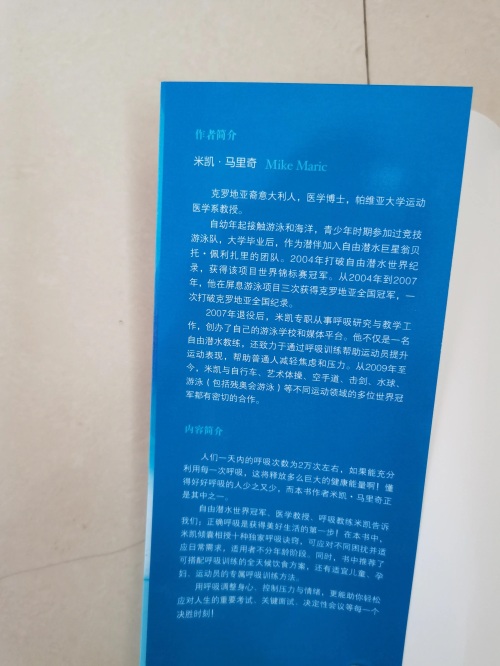 作者简介
米凯·马里奇 Mike Maric
克罗地亚裔意大利人，医学博士，帕维亚大学运动
医学系教授。
自幼年起接触游泳和海洋，青少年时期参加过竞技
游泳队，大学毕业后，作为潜伴加入自由潜水巨星翁贝
托·佩利扎里的团队。2004年打破自由潜水世界纪
录，获得该项目世界锦标赛冠军。从2004年到2007
年，他在屏息游泳项目三次获得克罗地亚全国冠军，一
次打破克罗地亚全国纪录。
2007年退役后，米凯专职从事呼吸研究与教学工
作，创办了自己的游泳学校和媒体平台。他不仅是一名
自由潜水教练，还致力于通过呼吸训练帮助运动员提升
运动表现，帮助普通人减轻焦虑和压力。从2009年至
今，米凯与自行车、艺术体操、空手道、击剑、水球、
游泳（包括残奥会游泳）等不同运动领域的多位世界冠
军都有密切的合作。
内容简介
人们一天内的呼吸次数为2万次左右，如果能充分
利用每一次呼吸，这将释放多么巨大的健康能量啊！懂
得好好呼吸的人少之又少，而本书作者米凯·马里奇正
是其中之一。
自由潜水世界冠军、医学教授、呼吸教练米凯告诉
我们：正确呼吸是获得美好生活的第一步！在本书中，
米凯倾囊相授十种独家呼吸诀窍，可应对不同困扰并适
应日常需求，适用者不分年龄阶段。同时，书中推荐了
可搭配呼吸训练的全天候饮食方案，还有适宜儿童、孕
妇、运动员的专属呼吸训练方法。
用呼吸调整身心、控制压力与情绪，更能助你轻松
应对人生的重要考试、关键面试、决定性会议等每一个
决胜时刻！